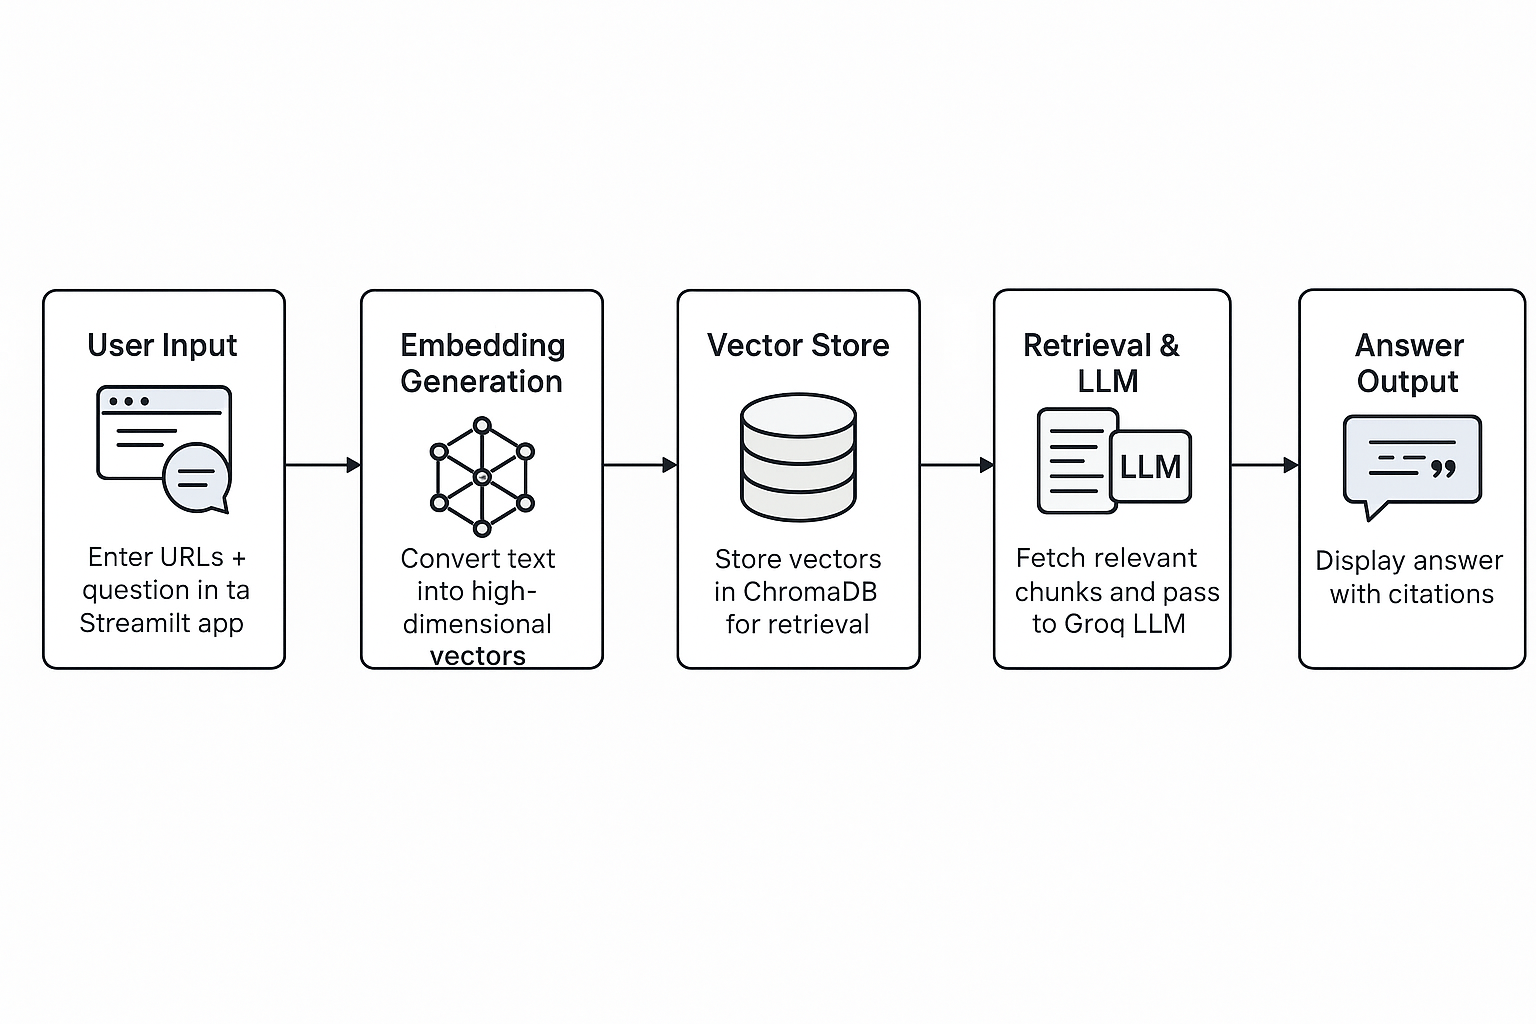 User Input
Enter URLs +
question in ta
Streamilt app
Embedding
Generation
Convert text
into high-
dimensional
vectors
Vector Store
Store vectors
in ChromaDB
for retrieval
Retrieval &
LLM
LLM
Fetch relevant
chunks and pass
to Groq LLM
Answer
Output
”
Display answer
with citations